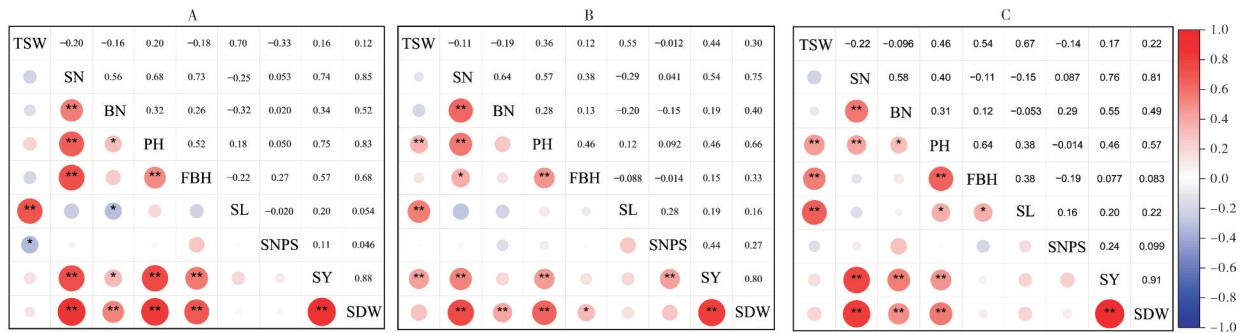 A B C
TSW −0.20 −0.16 0.20 −0.18 0.70 −0.33 0.16 0.12
SN 0.56 0.68 0.73 −0.25 0.053 0.74 0.85
** BN 0.32 0.26 −0.32 0.020 0.34 0.52
** * PH 0.52 0.18 0.050 0.75 0.83
** ** FBH −0.22 0.27 0.57 0.68
** * SL −0.020 0.20 0.054
* SNPS 0.11 0.046
** * ** ** SY 0.88
** ** ** ** ** SDW
TSW −0.11 −0.19 0.36 0.12 0.55 −0.012 0.44 0.30
SN 0.64 0.57 0.38 −0.29 0.041 0.54 0.75
** BN 0.28 0.13 −0.20 −0.15 0.19 0.40
** ** PH 0.46 0.12 0.092 0.46 0.66
* ** FBH −0.088 −0.014 0.15 0.33
** SL 0.28 0.19 0.16
SNPS 0.44 0.27
** ** ** ** SY 0.80
** ** ** * ** SDW
TSW −0.22 −0.096 0.46 0.54 0.67 −0.14 0.17 0.22
SN 0.58 0.40 −0.11 −0.15 0.087 0.76 0.81
** BN 0.31 0.12 −0.053 0.29 0.55 0.49
** ** * PH 0.64 0.38 −0.014 0.46 0.57
** ** FBH 0.38 −0.19 0.077 0.083
** * * SL 0.16 0.20 0.22
SNPS 0.24 0.099
** ** ** SY 0.91
** ** ** ** SDW
1.0
0.8
0.6
0.4
0.2
0.0
−0.2
−0.4
−0.6
−0.8
−1.0